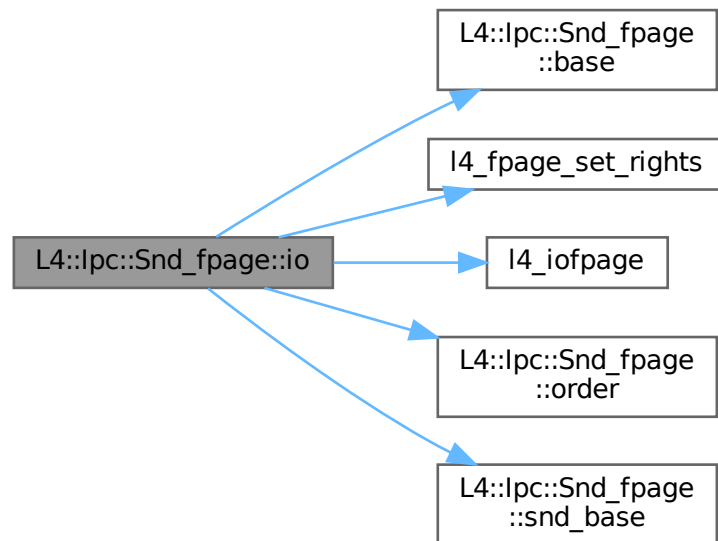 L4::Ipc::Snd_fpage
::base
l4_fpage_set_rights
L4::Ipc::Snd_fpage::io
l4_iofpage
L4::Ipc::Snd_fpage
::order
L4::Ipc::Snd_fpage
::snd_base